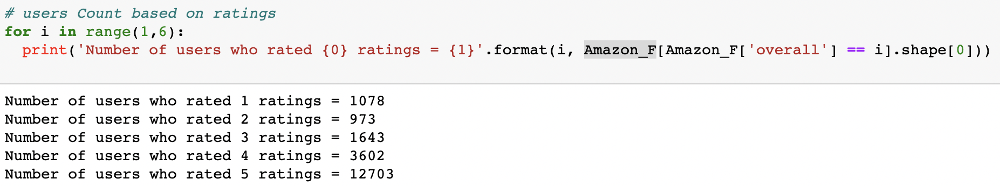 # users Count based on ratings
for i in range(1,6):
  print('Number of users who rated {0} ratings = {1}'.format(i, Amazon_F[Amazon_F['overall'] == i].shape[0]))
Number of users who rated 1 ratings = 1078
Number of users who rated 2 ratings = 973
Number of users who rated 3 ratings = 1643
Number of users who rated 4 ratings = 3602
Number of users who rated 5 ratings = 12703